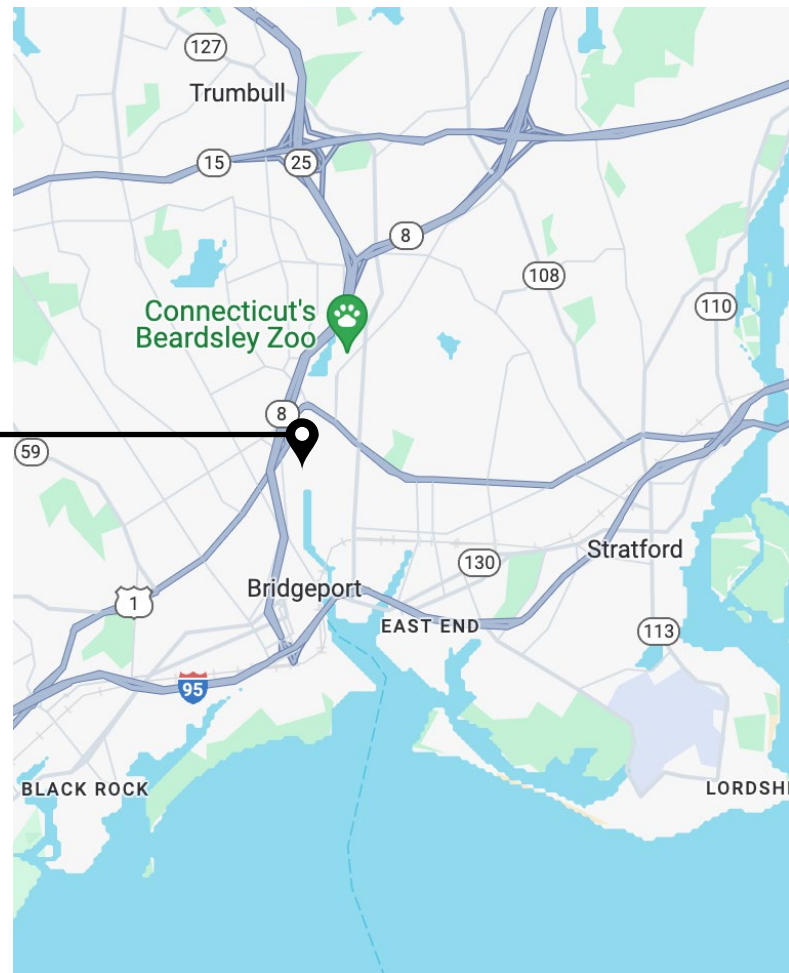 127
Trumbull
15
25
8
108
110
Connecticut's
Beardsley Zoo
8
59
130
Stratford
1
Bridgeport
EAST END
113
95
BLACK ROCK
LORDSHI